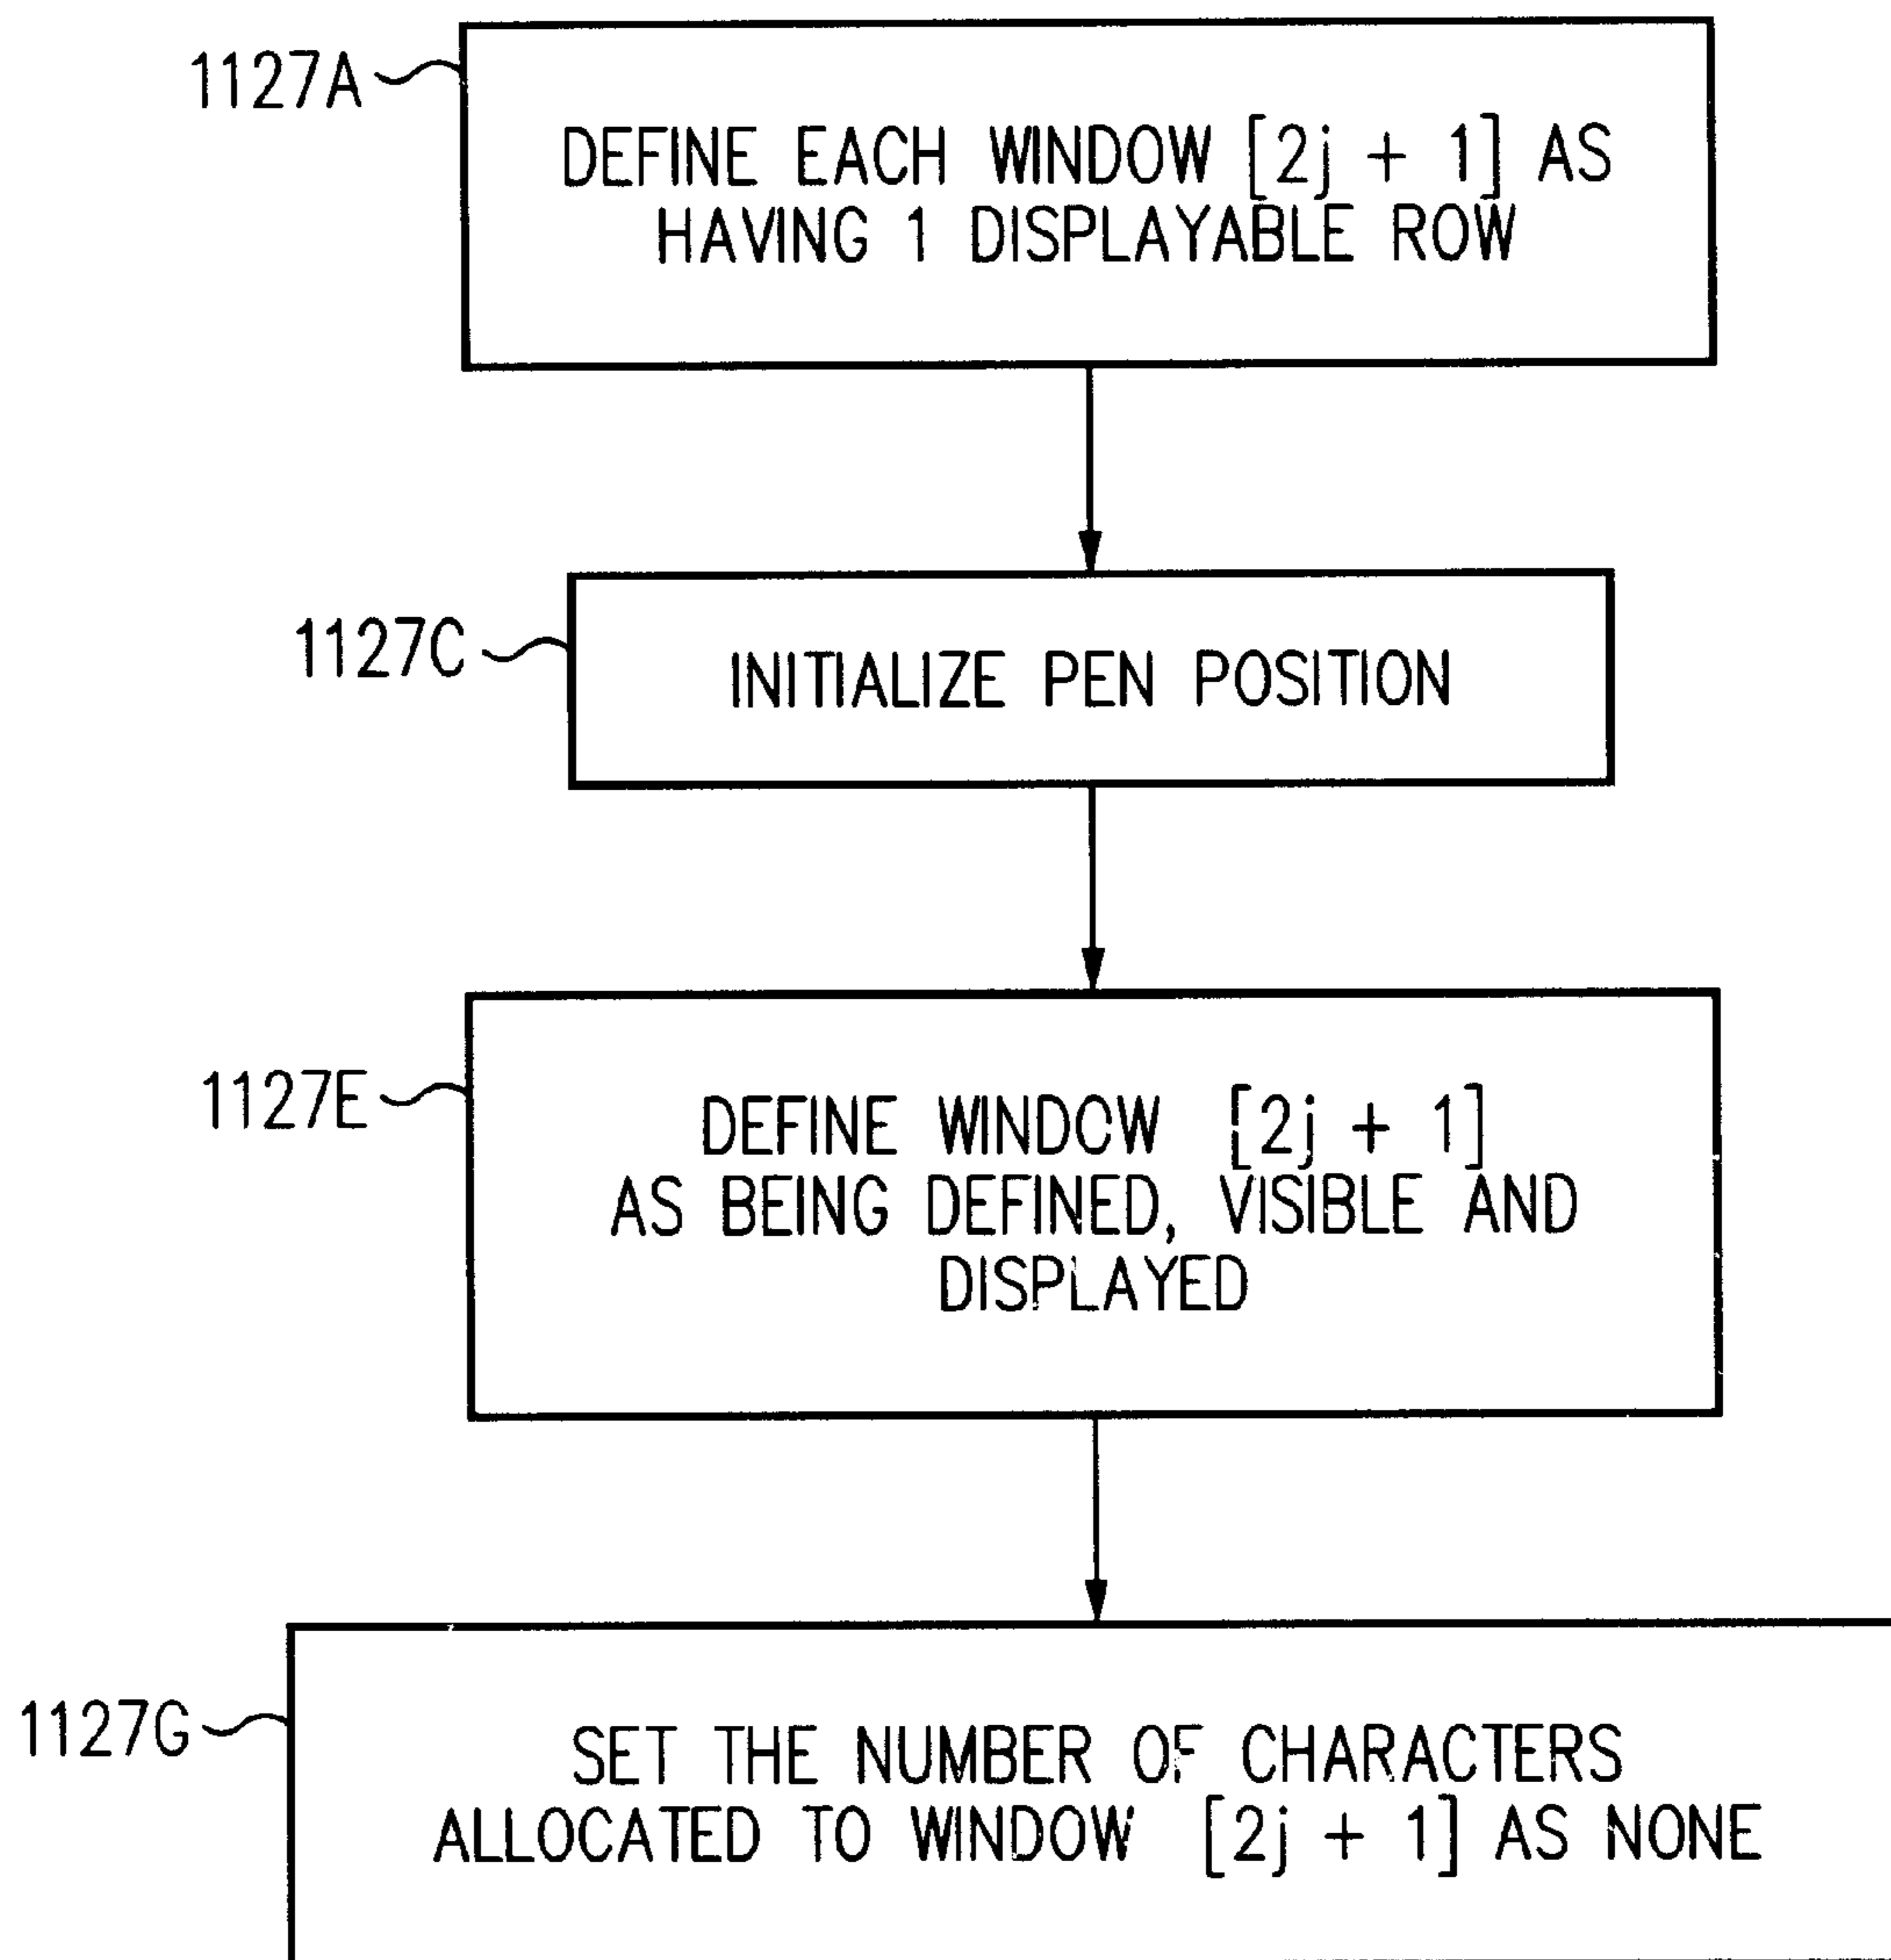 1127A
DEFINE EACH WINDOW [2j + 1] AS
HAVING 1 DISPLAYABLE ROW
1127C
INITIALIZE PEN POSITION
1127E
DEFINE WINDOW [2j + 1]
AS BEING DEFINED, VISIBLE AND
DISPLAYED
1127G
SET THE NUMBER OF CHARACTERS
ALLOCATED TO WINDOW [2j + 1] AS NONE